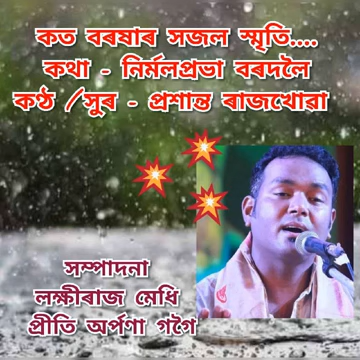 কত বৰষাৰ সজল স্মৃতি....
কথা - নিৰ্মলপ্ৰভা বৰদলৈ
কণ্ঠ /সুৰ - প্ৰশান্ত ৰাজখোৱা
সম্পাদনা
লক্ষীৰাজ মেধি
প্ৰীতি অৰ্পণা গগৈ